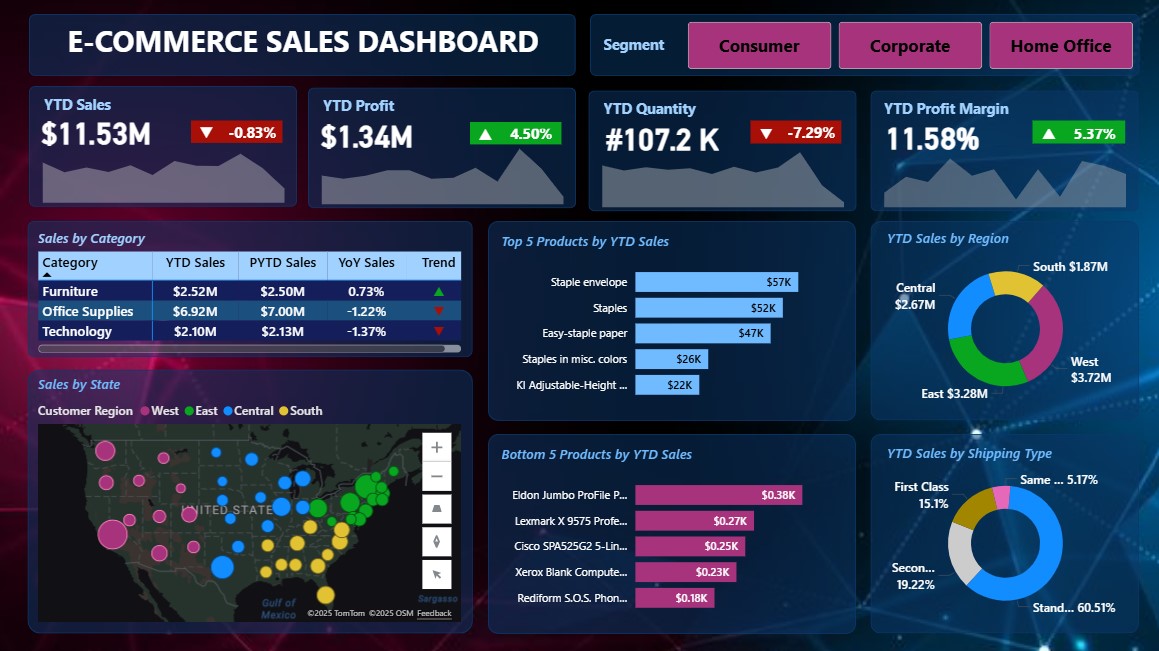 E-COMMERCE SALES DASHBOARD
Segment
Consumer
Corporate
Home Office
YTD Sales
$11.53M
▼ -0.83%
YTD Profit
$1.34M
▲ 4.50%
YTD Quantity
#107.2 K
▼ -7.29%
YTD Profit Margin
11.58%
▲ 5.37%
Sales by Category
Category YTD Sales PYTD Sales YoY Sales Trend
Furniture $2.52M $2.50M 0.73% ▲
Office Supplies $6.92M $7.00M -1.22% ▼
Technology $2.10M $2.13M -1.37% ▼
Top 5 Products by YTD Sales
Staple envelope $57K
Staples $52K
Easy-staple paper $47K
Staples in misc. colors $26K
KI Adjustable-Height ... $22K
YTD Sales by Region
South $1.87M
Central
$2.67M
West
$3.72M
East $3.28M
Sales by State
Customer Region West East Central South
UNITED STATE
Gulf of
Mexico
Sargasso
©2025 TomTom ©2025 OSM Feedback
Bottom 5 Products by YTD Sales
Eldon Jumbo ProFile P... $0.38K
Lexmark X 9575 Profe... $0.27K
Cisco SPA525G2 5-Lin... $0.25K
Xerox Blank Compute... $0.23K
Rediform S.O.S. Phon... $0.18K
YTD Sales by Shipping Type
Same ... 5.17%
First Class
15.1%
Secon...
19.22%
Stand... 60.51%